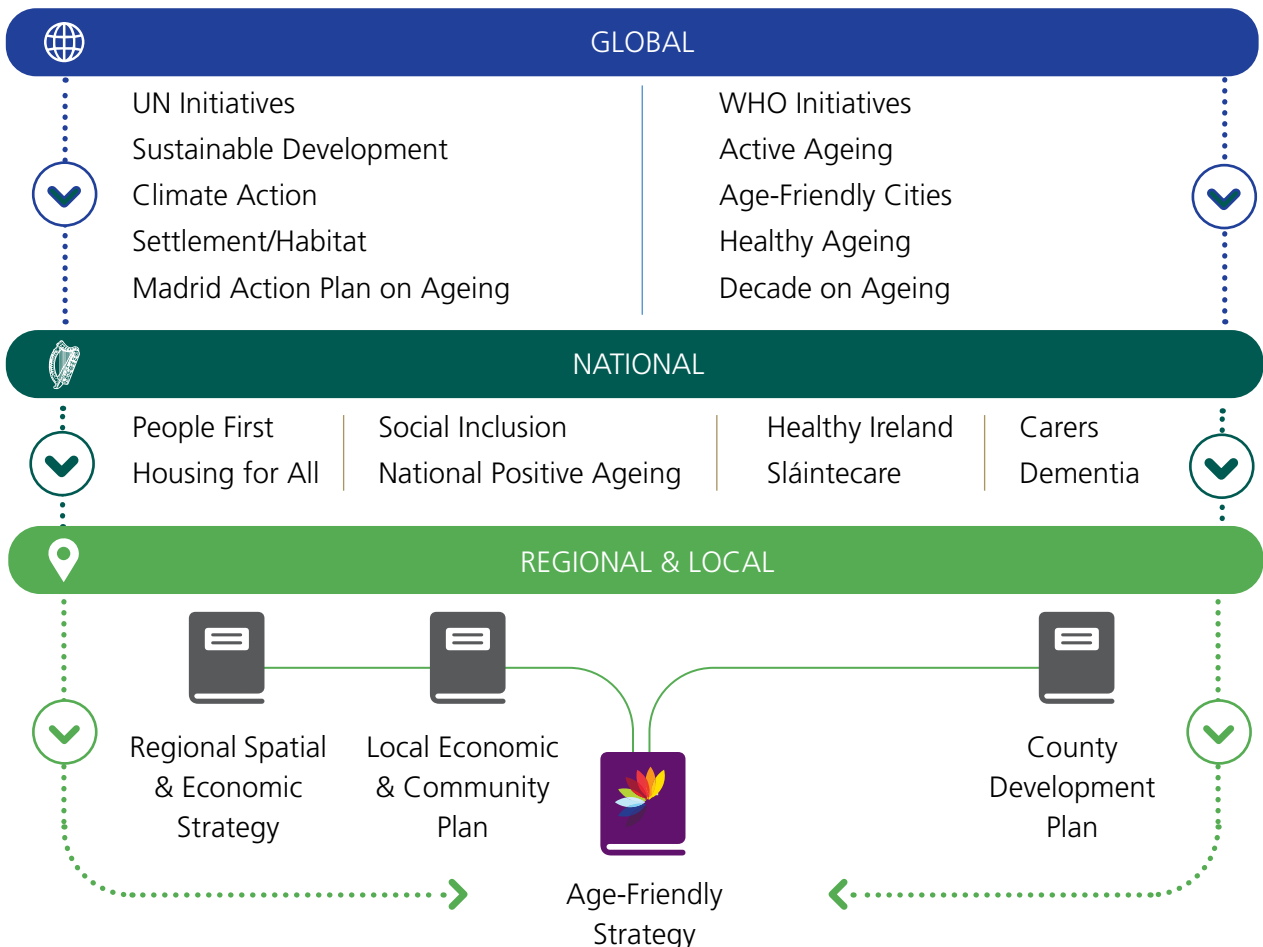 GLOBAL
UN Initiatives
Sustainable Development
Climate Action
Settlement/Habitat
Madrid Action Plan on Ageing
WHO Initiatives
Active Ageing
Age-Friendly Cities
Healthy Ageing
Decade on Ageing
NATIONAL
People First
Housing for All
Social Inclusion
National Positive Ageing
Healthy Ireland
Sláintecare
Carers
Dementia
REGIONAL & LOCAL
Regional Spatial
& Economic
Strategy
Local Economic
& Community
Plan
County
Development
Plan
Age-Friendly
Strategy